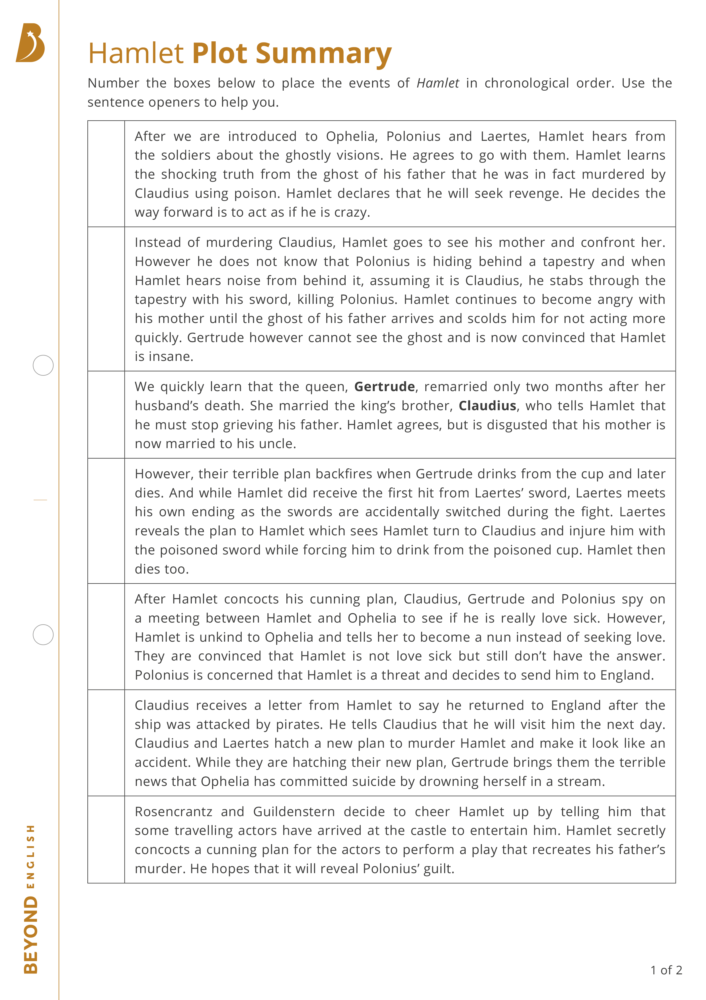 Hamlet Plot Summary
Number the boxes below to place the events of Hamlet in chronological order. Use the
sentence openers to help you.
After we are introduced to Ophelia, Polonius and Laertes, Hamlet hears from
the soldiers about the ghostly visions. He agrees to go with them. Hamlet learns
the shocking truth from the ghost of his father that he was in fact murdered by
Claudius using poison. Hamlet declares that he will seek revenge. He decides the
way forward is to act as if he is crazy.
Instead of murdering Claudius, Hamlet goes to see his mother and confront her.
However he does not know that Polonius is hiding behind a tapestry and when
Hamlet hears noise from behind it, assuming it is Claudius, he stabs through the
tapestry with his sword, killing Polonius. Hamlet continues to become angry with
his mother until the ghost of his father arrives and scolds him for not acting more
quickly. Gertrude however cannot see the ghost and is now convinced that Hamlet
is insane.
We quickly learn that the queen, Gertrude, remarried only two months after her
husband’s death. She married the king’s brother, Claudius, who tells Hamlet that
he must stop grieving his father. Hamlet agrees, but is disgusted that his mother is
now married to his uncle.
However, their terrible plan backfires when Gertrude drinks from the cup and later
dies. And while Hamlet did receive the first hit from Laertes’ sword, Laertes meets
his own ending as the swords are accidentally switched during the fight. Laertes
reveals the plan to Hamlet which sees Hamlet turn to Claudius and injure him with
the poisoned sword while forcing him to drink from the poisoned cup. Hamlet then
dies too.
After Hamlet concocts his cunning plan, Claudius, Gertrude and Polonius spy on
a meeting between Hamlet and Ophelia to see if he is really love sick. However,
Hamlet is unkind to Ophelia and tells her to become a nun instead of seeking love.
They are convinced that Hamlet is not love sick but still don’t have the answer.
Polonius is concerned that Hamlet is a threat and decides to send him to England.
Claudius receives a letter from Hamlet to say he returned to England after the
ship was attacked by pirates. He tells Claudius that he will visit him the next day.
Claudius and Laertes hatch a new plan to murder Hamlet and make it look like an
accident. While they are hatching their new plan, Gertrude brings them the terrible
news that Ophelia has committed suicide by drowning herself in a stream.
Rosencrantz and Guildenstern decide to cheer Hamlet up by telling him that
some travelling actors have arrived at the castle to entertain him. Hamlet secretly
concocts a cunning plan for the actors to perform a play that recreates his father’s
murder. He hopes that it will reveal Polonius’ guilt.
BEYOND ENGLISH
1 of 2